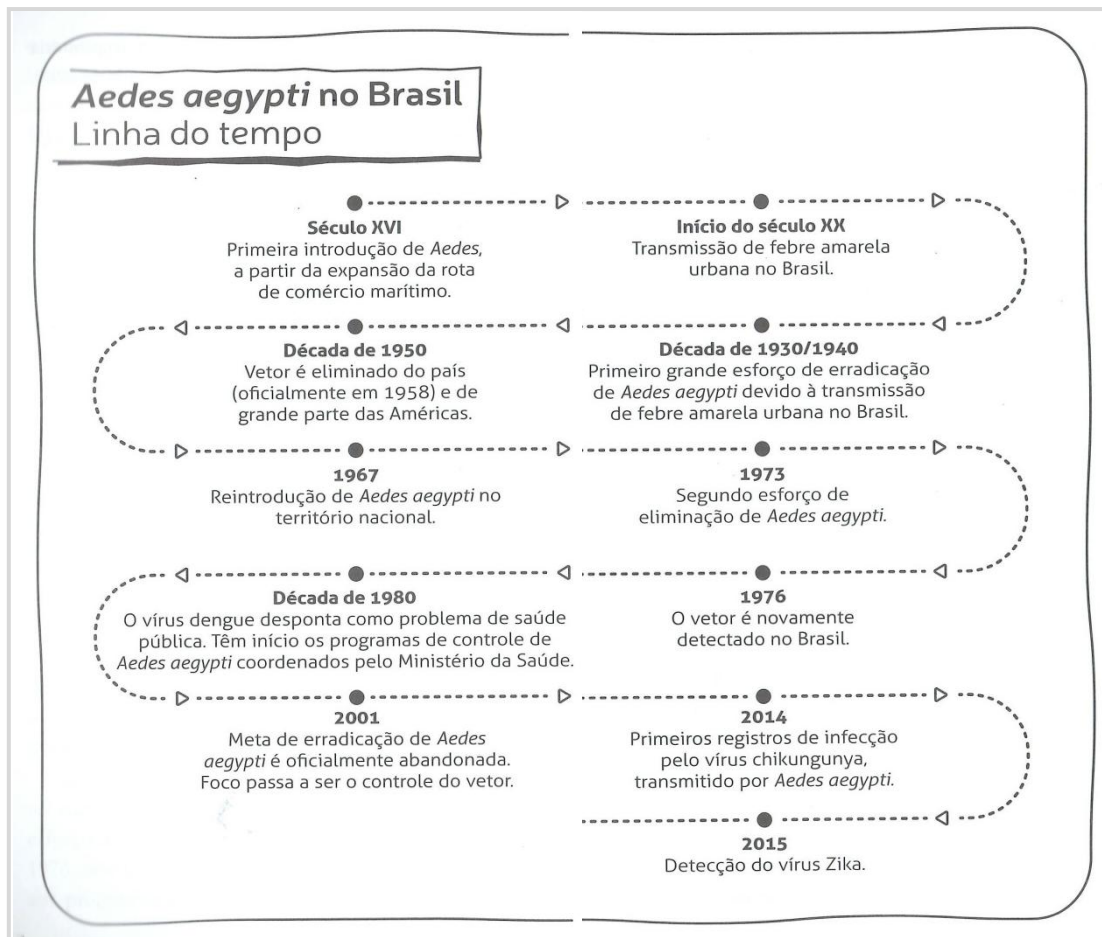 Aedes aegypti no Brasil
Linha do tempo
Século XVI
Primeira introdução de Aedes,
a partir da expansão da rota
de comércio marítimo.
Início do século XX
Transmissão de febre amarela
urbana no Brasil.
Década de 1930/1940
Primeiro grande esforço de erradicação
de Aedes aegypti devido à transmissão
de febre amarela urbana no Brasil.
Década de 1950
Vetor é eliminado do país
(oficialmente em 1958) e de
grande parte das Américas.
1967
Reintrodução de Aedes aegypti no
território nacional.
1973
Segundo esforço de
eliminação de Aedes aegypti.
1976
O vetor é novamente
detectado no Brasil.
Década de 1980
O vírus dengue desponta como problema de saúde
pública. Têm início os programas de controle de
Aedes aegypti coordenados pelo Ministério da Saúde.
2001
Meta de erradicação de Aedes
aegypti é oficialmente abandonada.
Foco passa a ser o controle do vetor.
2014
Primeiros registros de infecção
pelo vírus chikungunya,
transmitido por Aedes aegypti.
2015
Detecção do vírus Zika.